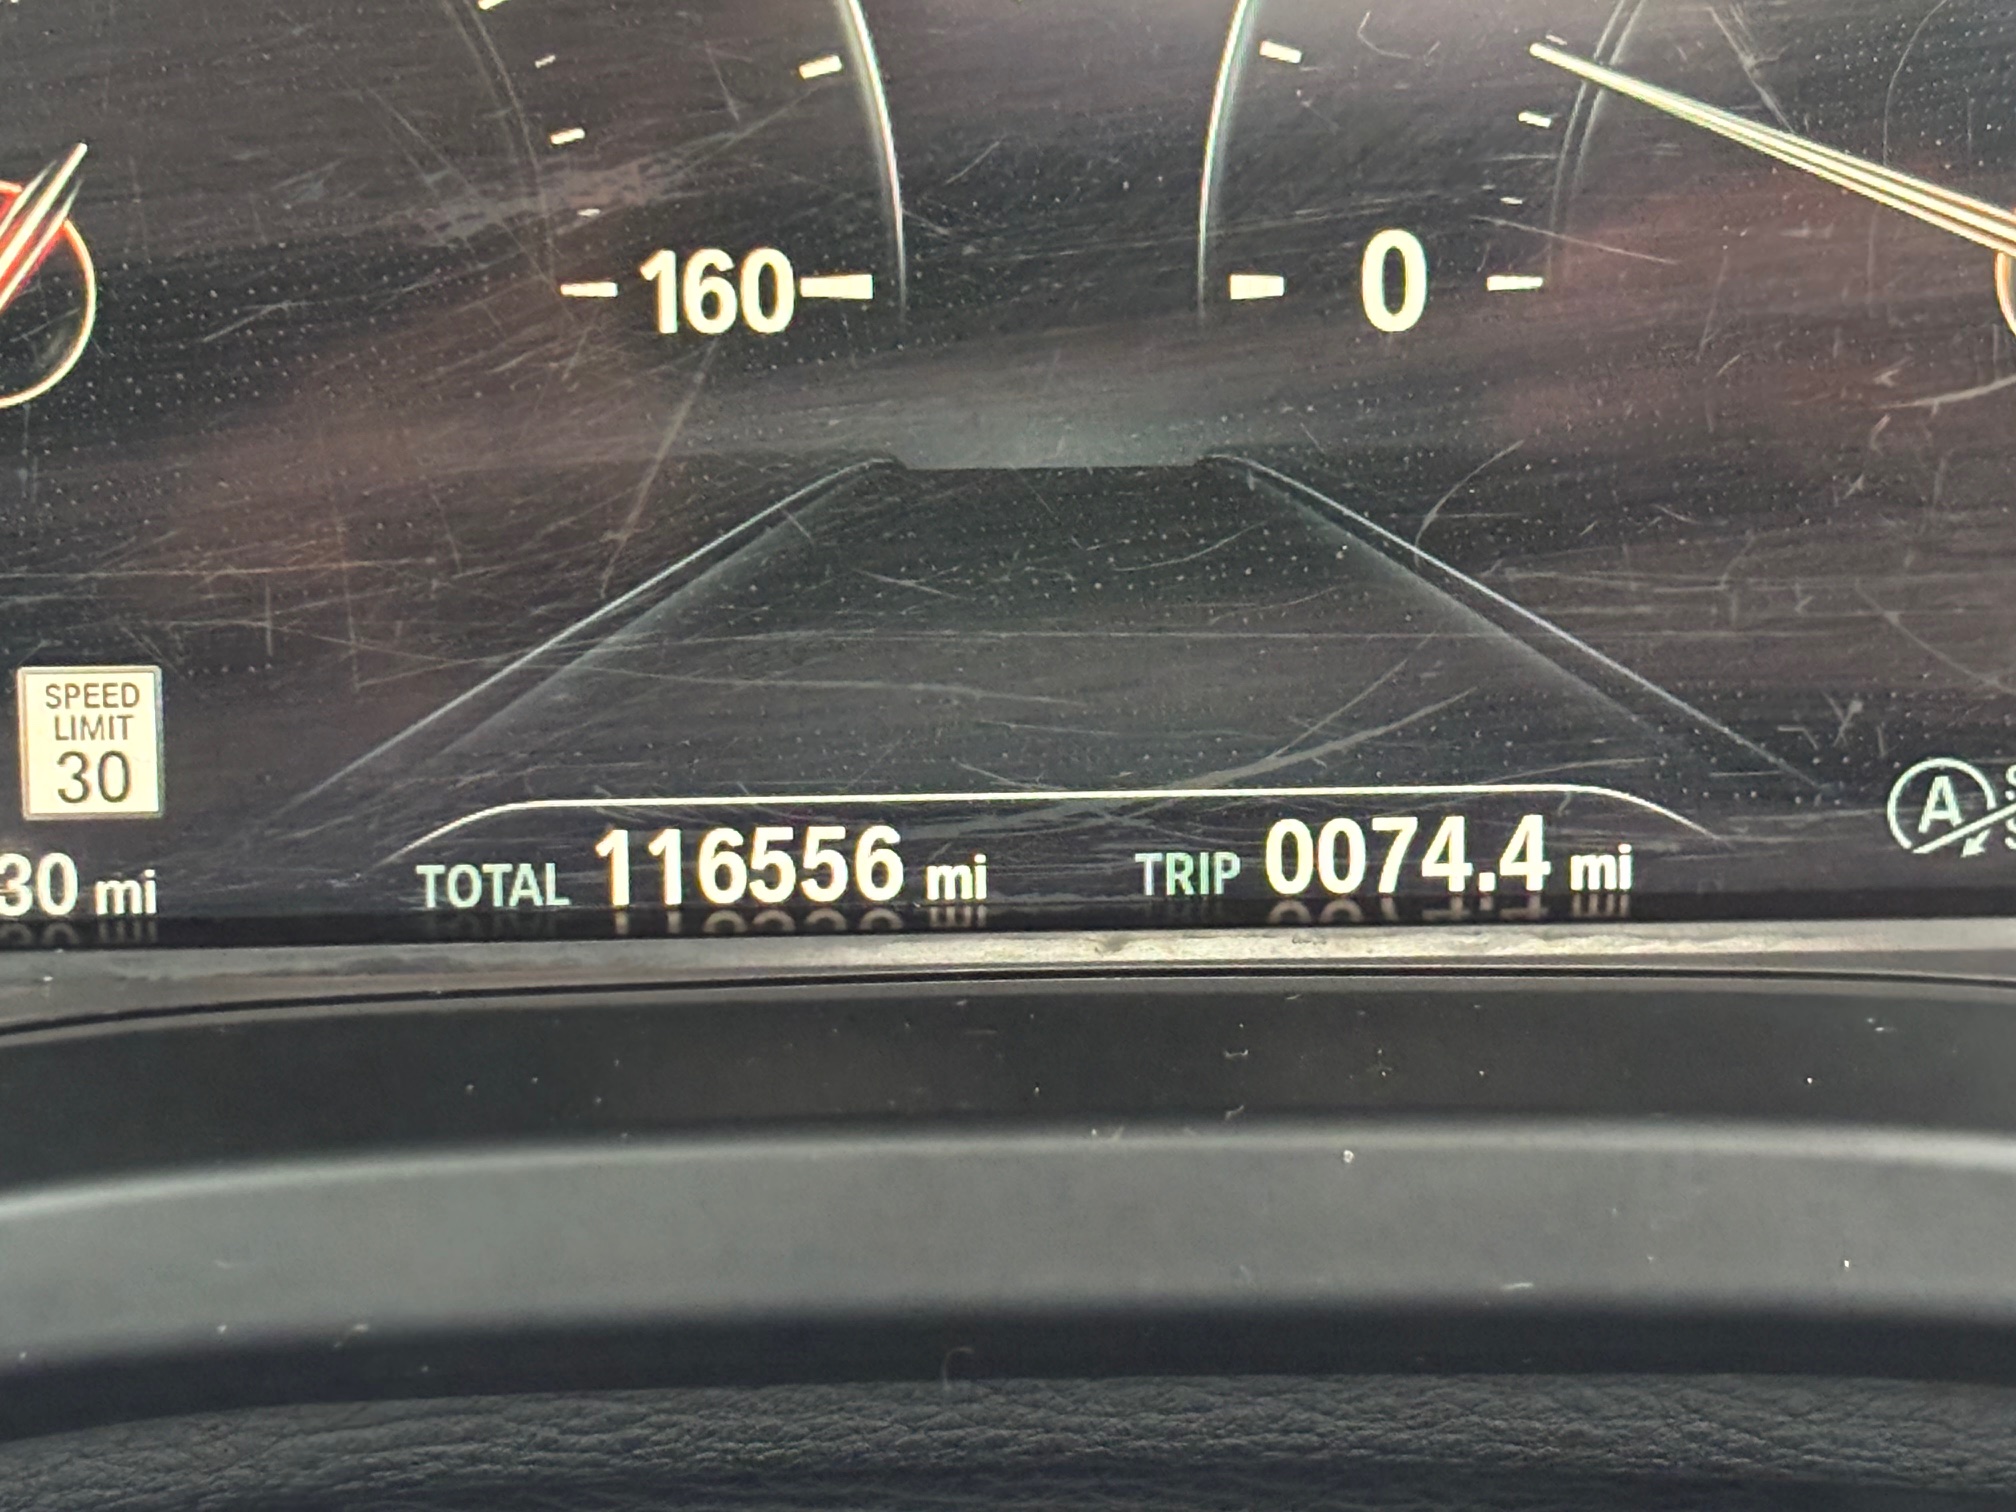 160 0
SPEED
LIMIT
30
A
30 mi TOTAL 116556 mi TRIP 0074.4 mi